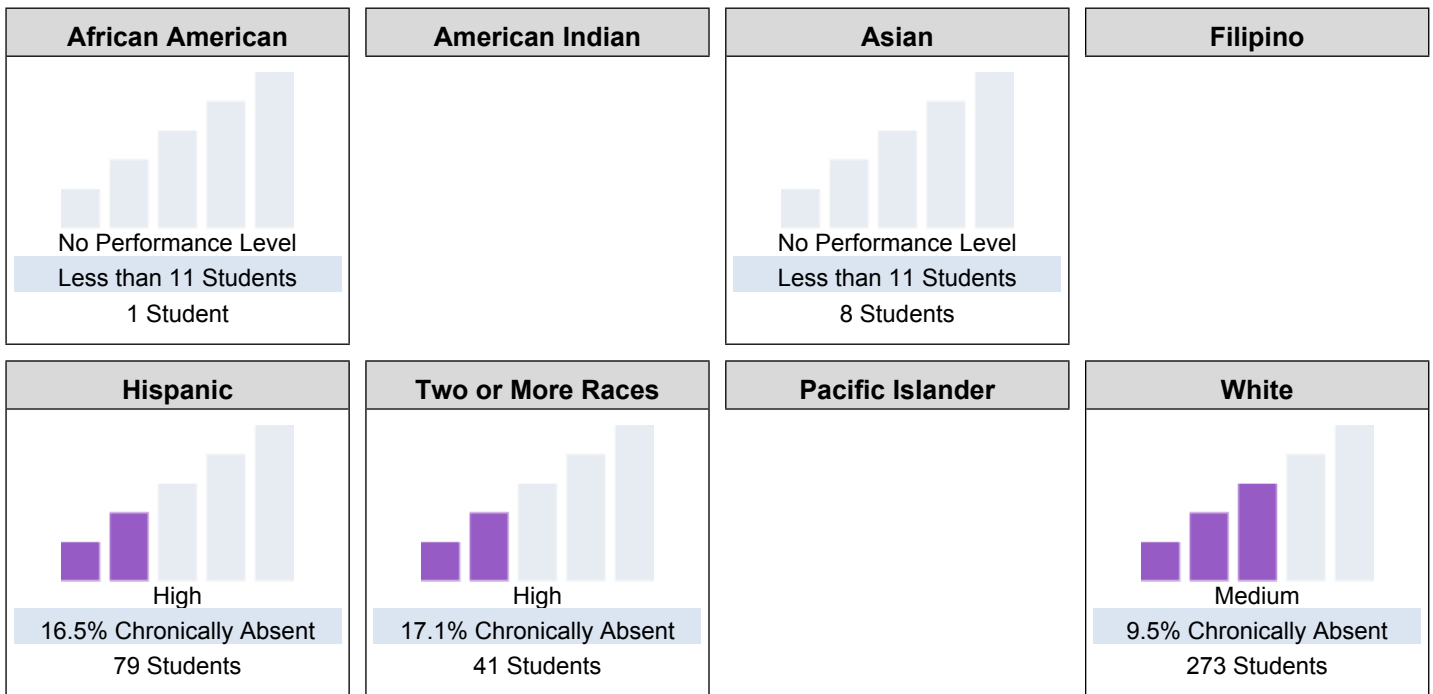 African American
No Performance Level
Less than 11 Students
1 Student
American Indian
Asian
No Performance Level
Less than 11 Students
8 Students
Filipino
Hispanic
High
16.5% Chronically Absent
79 Students
Two or More Races
High
17.1% Chronically Absent
41 Students
Pacific Islander
White
Medium
9.5% Chronically Absent
273 Students